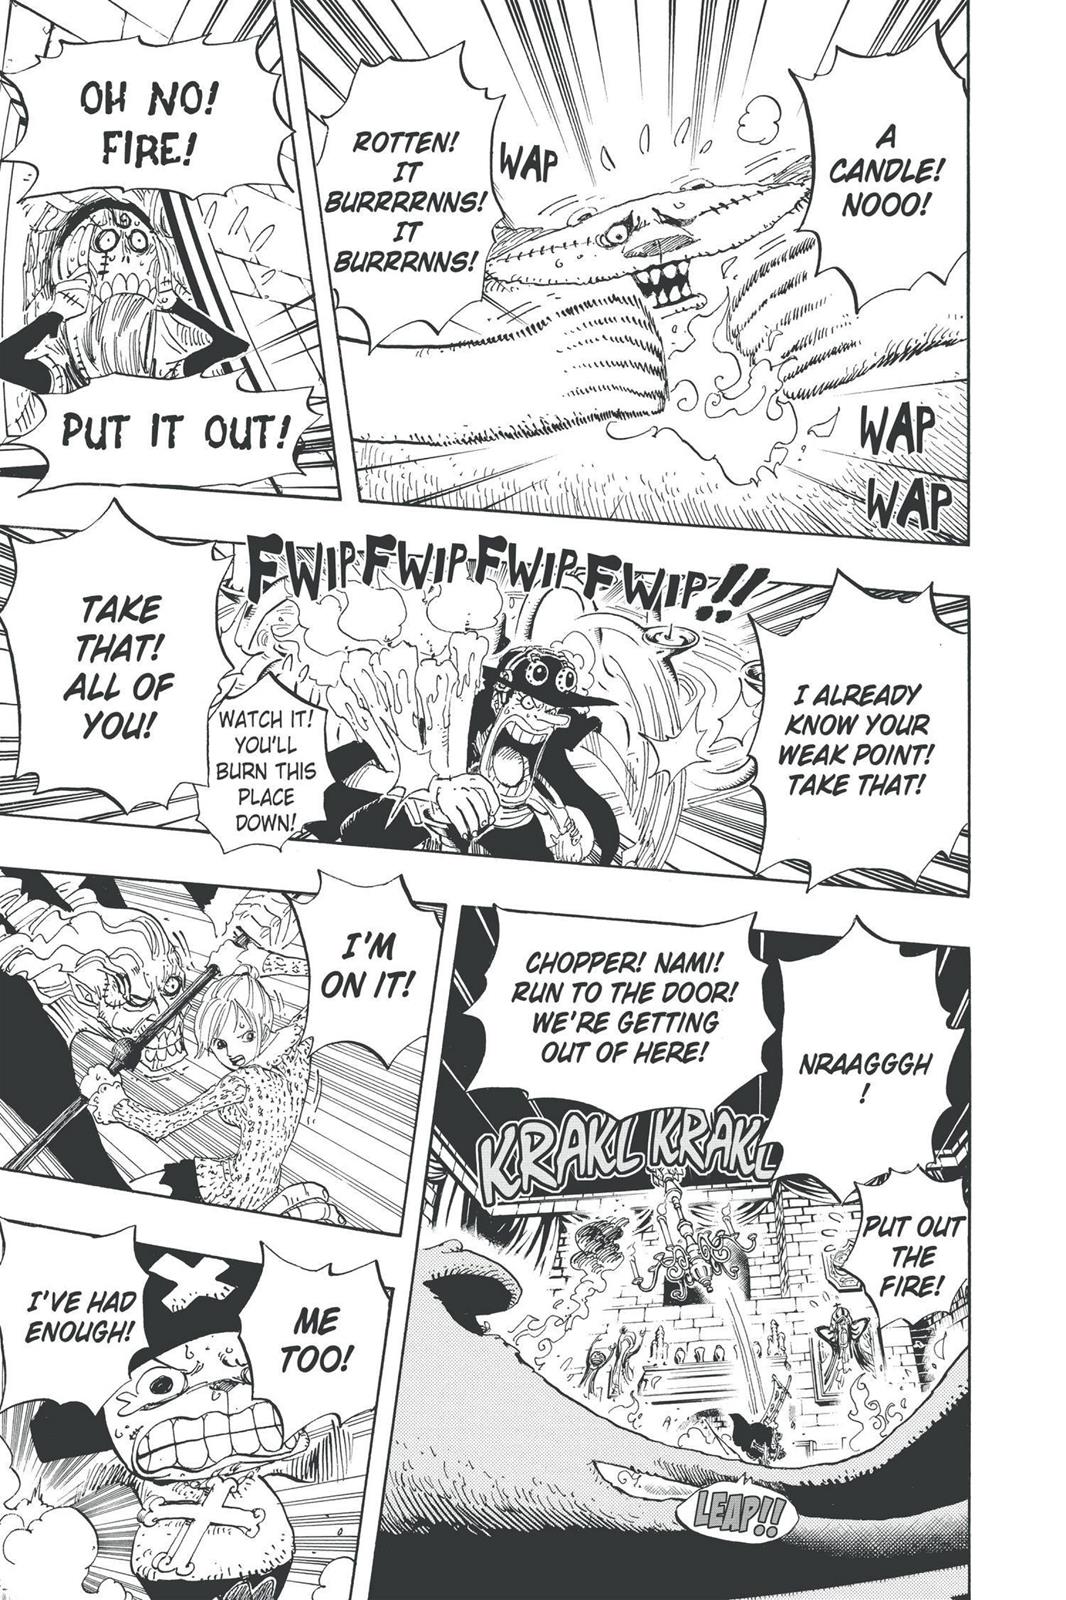 A
CANDLE!
NOOO!
WAP
ROTTEN!
IT
BURRRRNNS!
IT
BURRRRNNS!
WAP
WAP
OH NO!
FIRE!
PUT IT OUT!
I ALREADY
KNOW YOUR
WEAK POINT!
TAKE THAT!
FWIP FWIP FWIP FWIP!!
WATCH IT!
YOU'LL
BURN THIS
PLACE
DOWN!
TAKE
THAT!
ALL OF
YOU!
NRAAGGGH
!
CHOPPER! NAMI!
RUN TO THE DOOR!
WE'RE GETTING
OUT OF HERE!
KRAKL KRAKL
PUT OUT
THE
FIRE!
LEAP!!
I'M
ON IT!
ME
TOO!
I'VE HAD
ENOUGH!